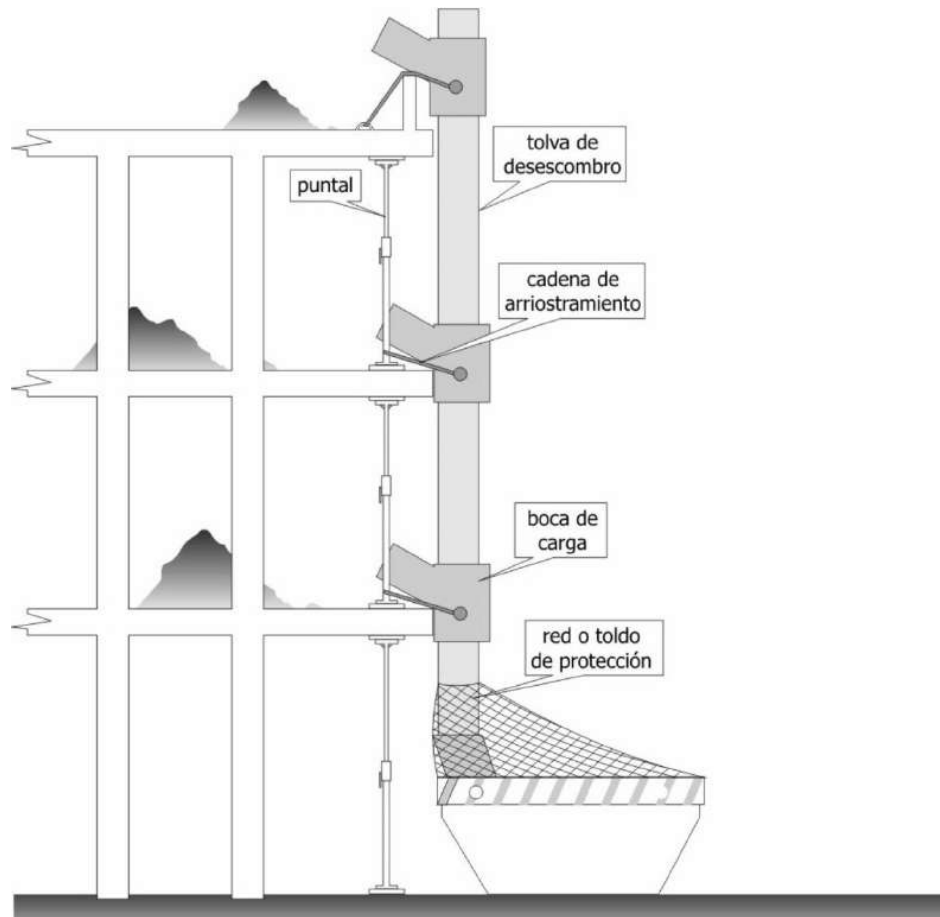 tolva de
desescombro
puntal
cadena de
arriostramiento
boca de
carga
red o toldo
de protección